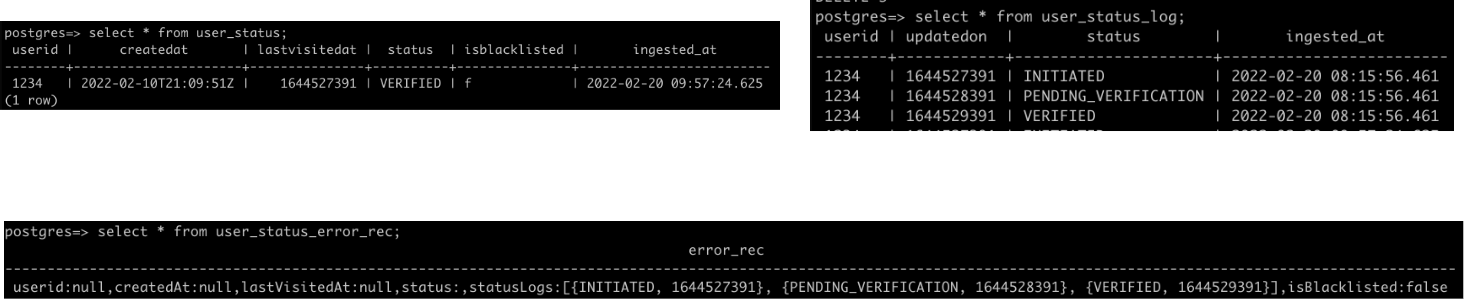 postgres=> select * from user_status;
userid | createdat | lastvisitedat | status | isblacklisted | ingested_at
1234 | 2022-02-10T21:09:51Z | 1644527391 | VERIFIED | f | 2022-02-20 09:57:24.625
(1 row)
postgres=> select * from user_status_log;
userid | updatedon | status | ingested_at
1234 | 1644527391 | INITIATED | 2022-02-20 08:15:56.461
1234 | 1644528391 | PENDING_VERIFICATION | 2022-02-20 08:15:56.461
1234 | 1644529391 | VERIFIED | 2022-02-20 08:15:56.461
postgres=> select * from user_status_error_rec;
error_rec
userid:null,createdAt:null,lastVisitedAt:null,status:,statusLogs:[{INITIATED, 1644527391}, {PENDING_VERIFICATION, 1644528391}, {VERIFIED, 1644529391}],isBlacklisted:false